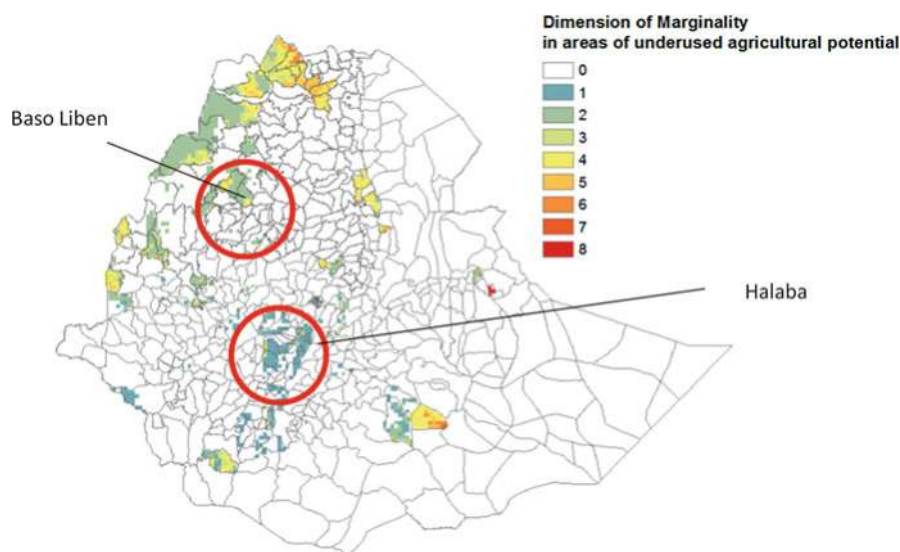 Dimension of Marginality
in areas of underused agricultural potential
0
1
2
3
4
5
6
7
8
Baso Liben
Halaba